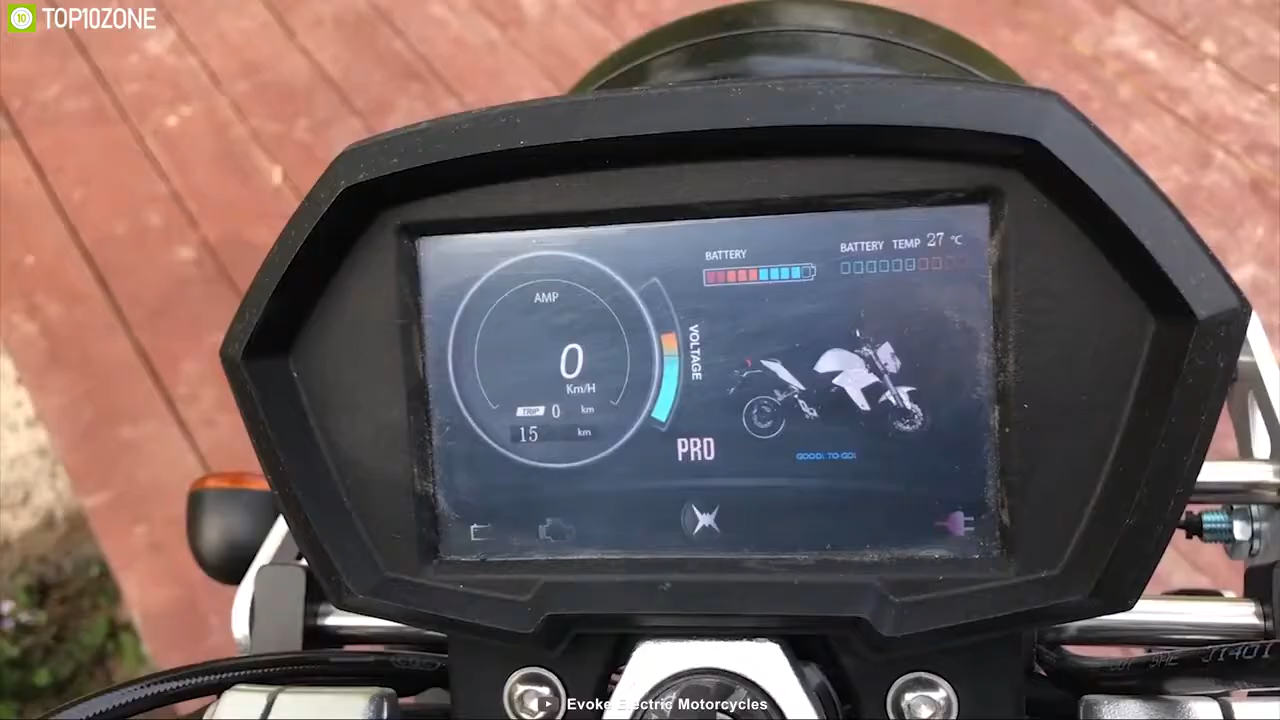 TOP10ZONE
BATTERY
BATTERY TEMP 27 °C
AMP
0
Km/H
VOLTAGE
TRIP 0 km
15 km
PRO
GOOD! TO GO!
J1401
Evoke Electric Motorcycles